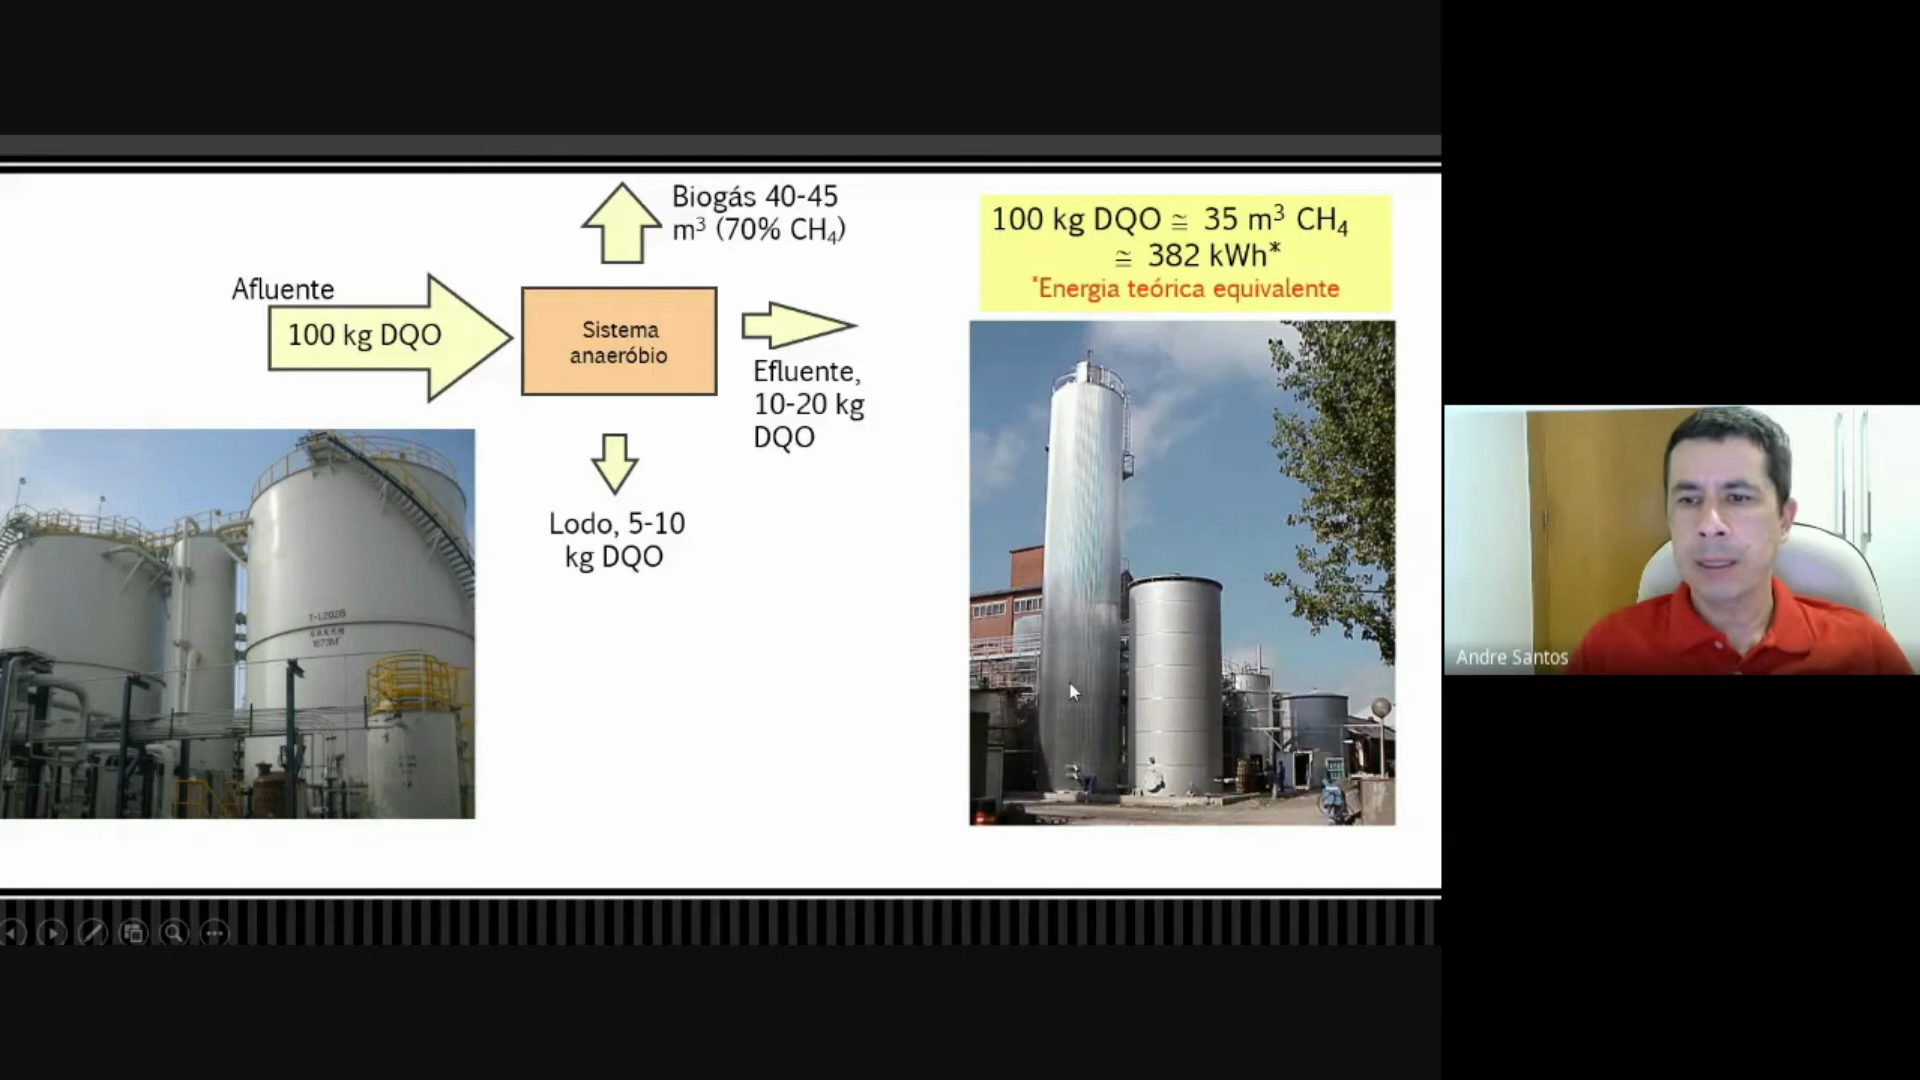 Biogás 40-45
m³ (70% CH₄)
100 kg DQO ≅ 35 m³ CH₄
≅ 382 kWh*
*Energia teórica equivalente
Afluente
100 kg DQO
Sistema
anaeróbio
Efluente,
10-20 kg
DQO
Lodo, 5-10
kg DQO
Andre Santos